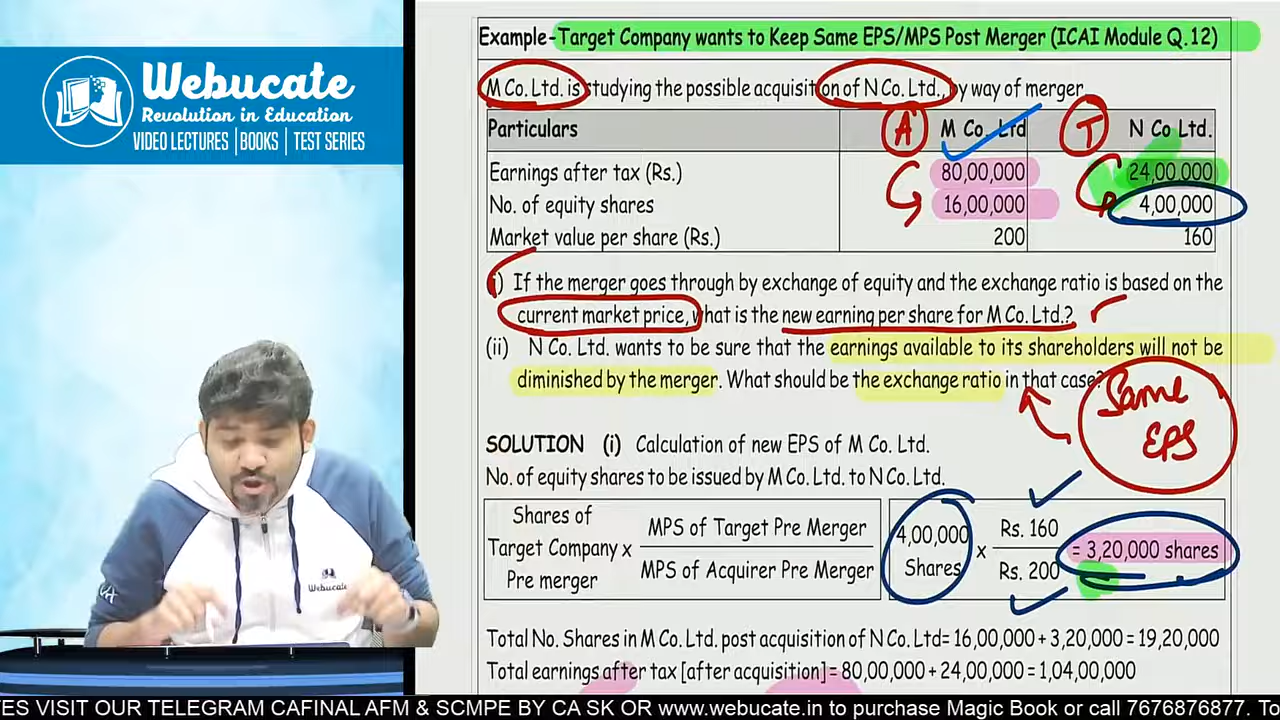 Webucate
Revolution in Education
VIDEO LECTURES | BOOKS | TEST SERIES
Example-Target Company wants to Keep Same EPS/MPS Post Merger (ICAI Module Q.12)
M Co. Ltd. is studying the possible acquisition of N Co. Ltd., by way of merger.
Particulars A M Co. Ltd T N Co Ltd.
Earnings after tax (Rs.) 80,00,000 24,00,000
No. of equity shares 16,00,000 4,00,000
Market value per share (Rs.) 200 160
(i) If the merger goes through by exchange of equity and the exchange ratio is based on the
current market price, what is the new earning per share for M Co. Ltd.?
(ii) N Co. Ltd. wants to be sure that the earnings available to its shareholders will not be
diminished by the merger. What should be the exchange ratio in that case?
Same
EPS
SOLUTION (i) Calculation of new EPS of M Co. Ltd.
No. of equity shares to be issued by M Co. Ltd. to N Co. Ltd.
Shares of
Target Company x
Pre merger
MPS of Target Pre Merger
MPS of Acquirer Pre Merger
4,00,000
Shares
x
Rs. 160
Rs. 200
= 3,20,000 shares
Total No. Shares in M Co. Ltd. post acquisition of N Co. Ltd= 16,00,000 + 3,20,000 = 19,20,000
Total earnings after tax [after acquisition] = 80,00,000 + 24,00,000 = 1,04,00,000
Webucate
TES VISIT OUR TELEGRAM CAFINAL AFM & SCMPE BY CA SK OR www.webucate.in to purchase Magic Book or call 7676876877. To